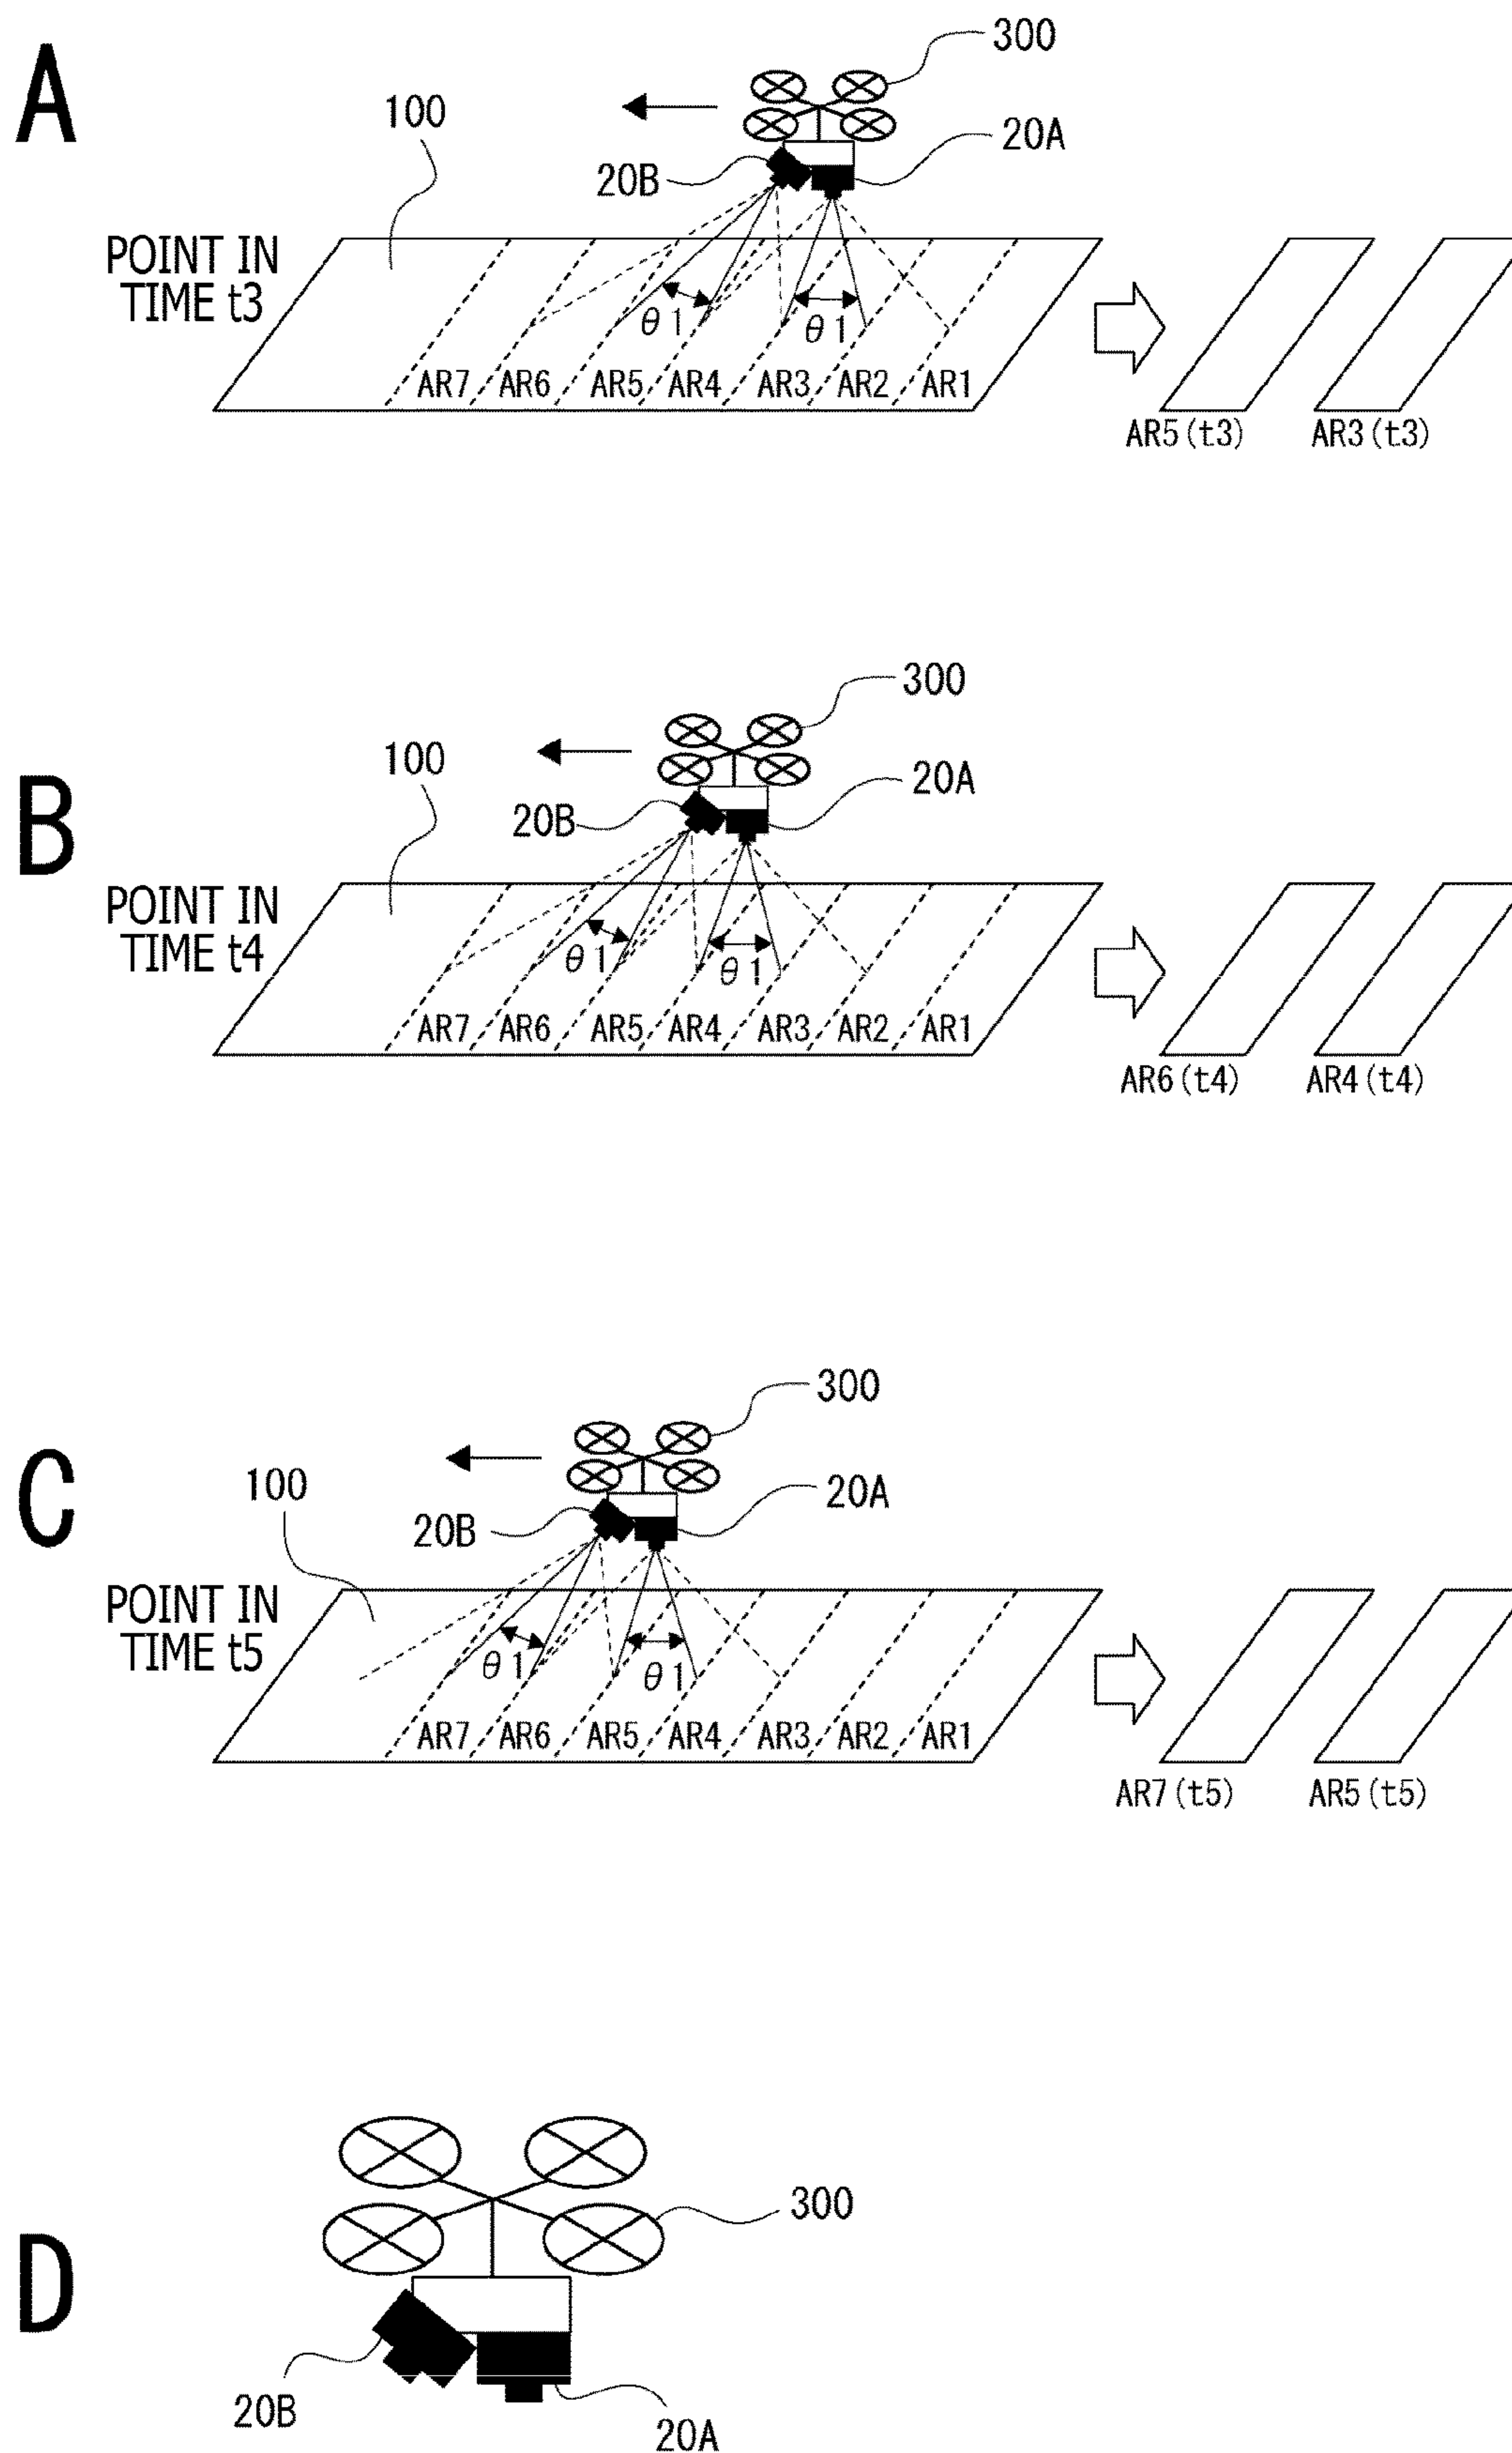 A
300
100
20A
20B
POINT IN
TIME t3
θ1 θ1
AR7 AR6 AR5 AR4 AR3 AR2 AR1
AR5(t3) AR3(t3)
B
300
100
20A
20B
POINT IN
TIME t4
θ1 θ1
AR7 AR6 AR5 AR4 AR3 AR2 AR1
AR6(t4) AR4(t4)
C
300
100
20A
20B
POINT IN
TIME t5
θ1 θ1
AR7 AR6 AR5 AR4 AR3 AR2 AR1
AR7(t5) AR5(t5)
D
300
20B
20A